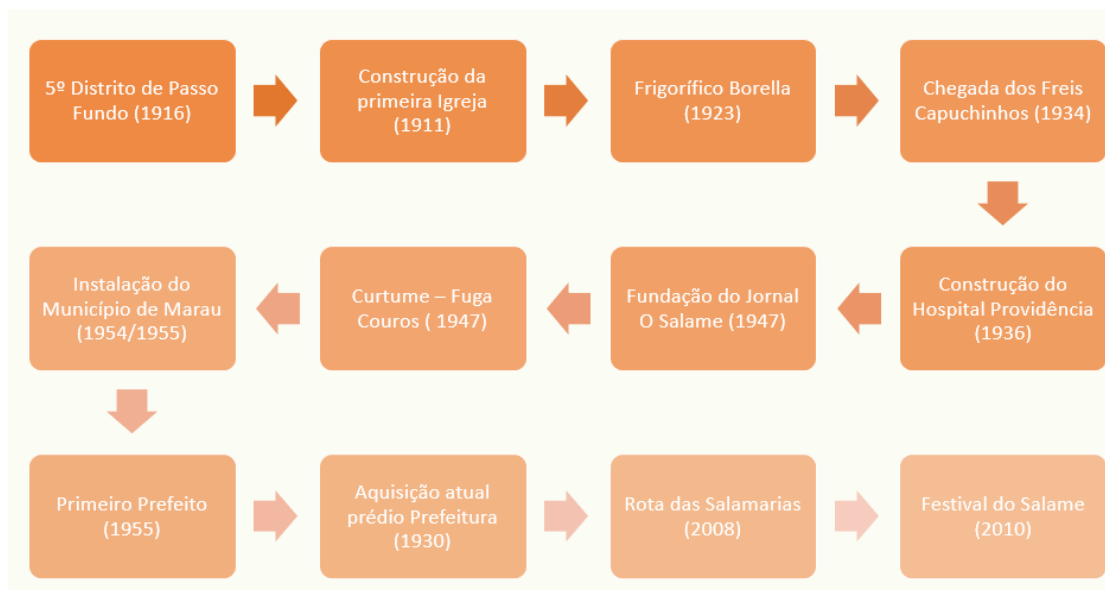 5º Distrito de Passo
Fundo (1916)
Construção da
primeira Igreja
(1911)
Frigorífico Borella
(1923)
Chegada dos Freis
Capuchinhos (1934)
Construção do
Hospital Providência
(1936)
Fundação do Jornal
O Salame (1947)
Curtume – Fuga
Couros ( 1947)
Instalação do
Município de Marau
(1954/1955)
Primeiro Prefeito
(1955)
Aquisição atual
prédio Prefeitura
(1930)
Rota das Salamarias
(2008)
Festival do Salame
(2010)